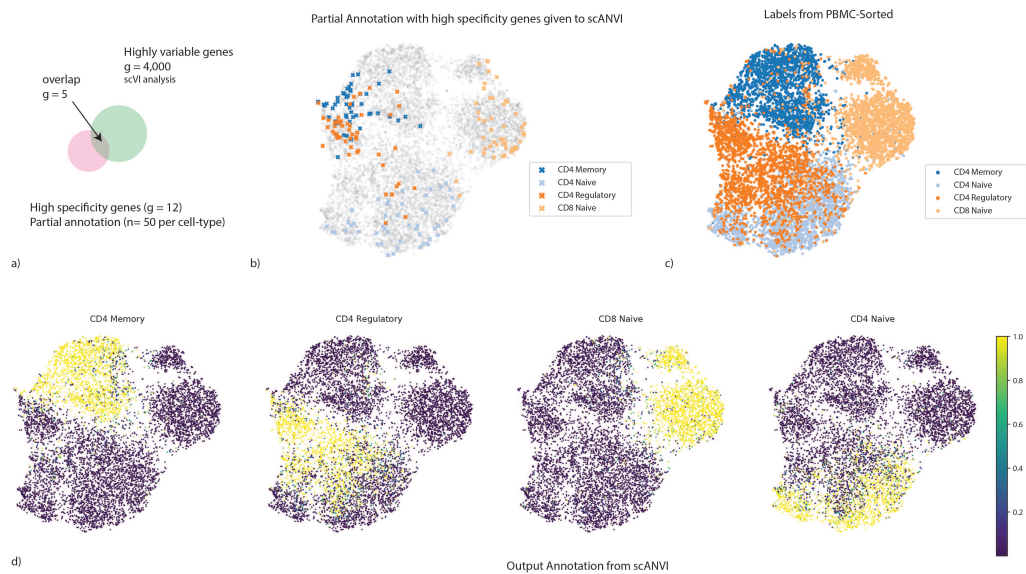 Highly variable genes
g = 4,000
scVI analysis
overlap
g = 5
High specificity genes (g = 12)
Partial annotation (n= 50 per cell-type)
a)
Partial Annotation with high specificity genes given to scANVI
CD4 Memory
CD4 Naive
CD4 Regulatory
CD8 Naive
b)
Labels from PBMC-Sorted
CD4 Memory
CD4 Naive
CD4 Regulatory
CD8 Naive
c)
CD4 Memory
CD4 Regulatory
CD8 Naive
CD4 Naive
1.0
0.8
0.6
0.4
0.2
d)
Output Annotation from scANVI